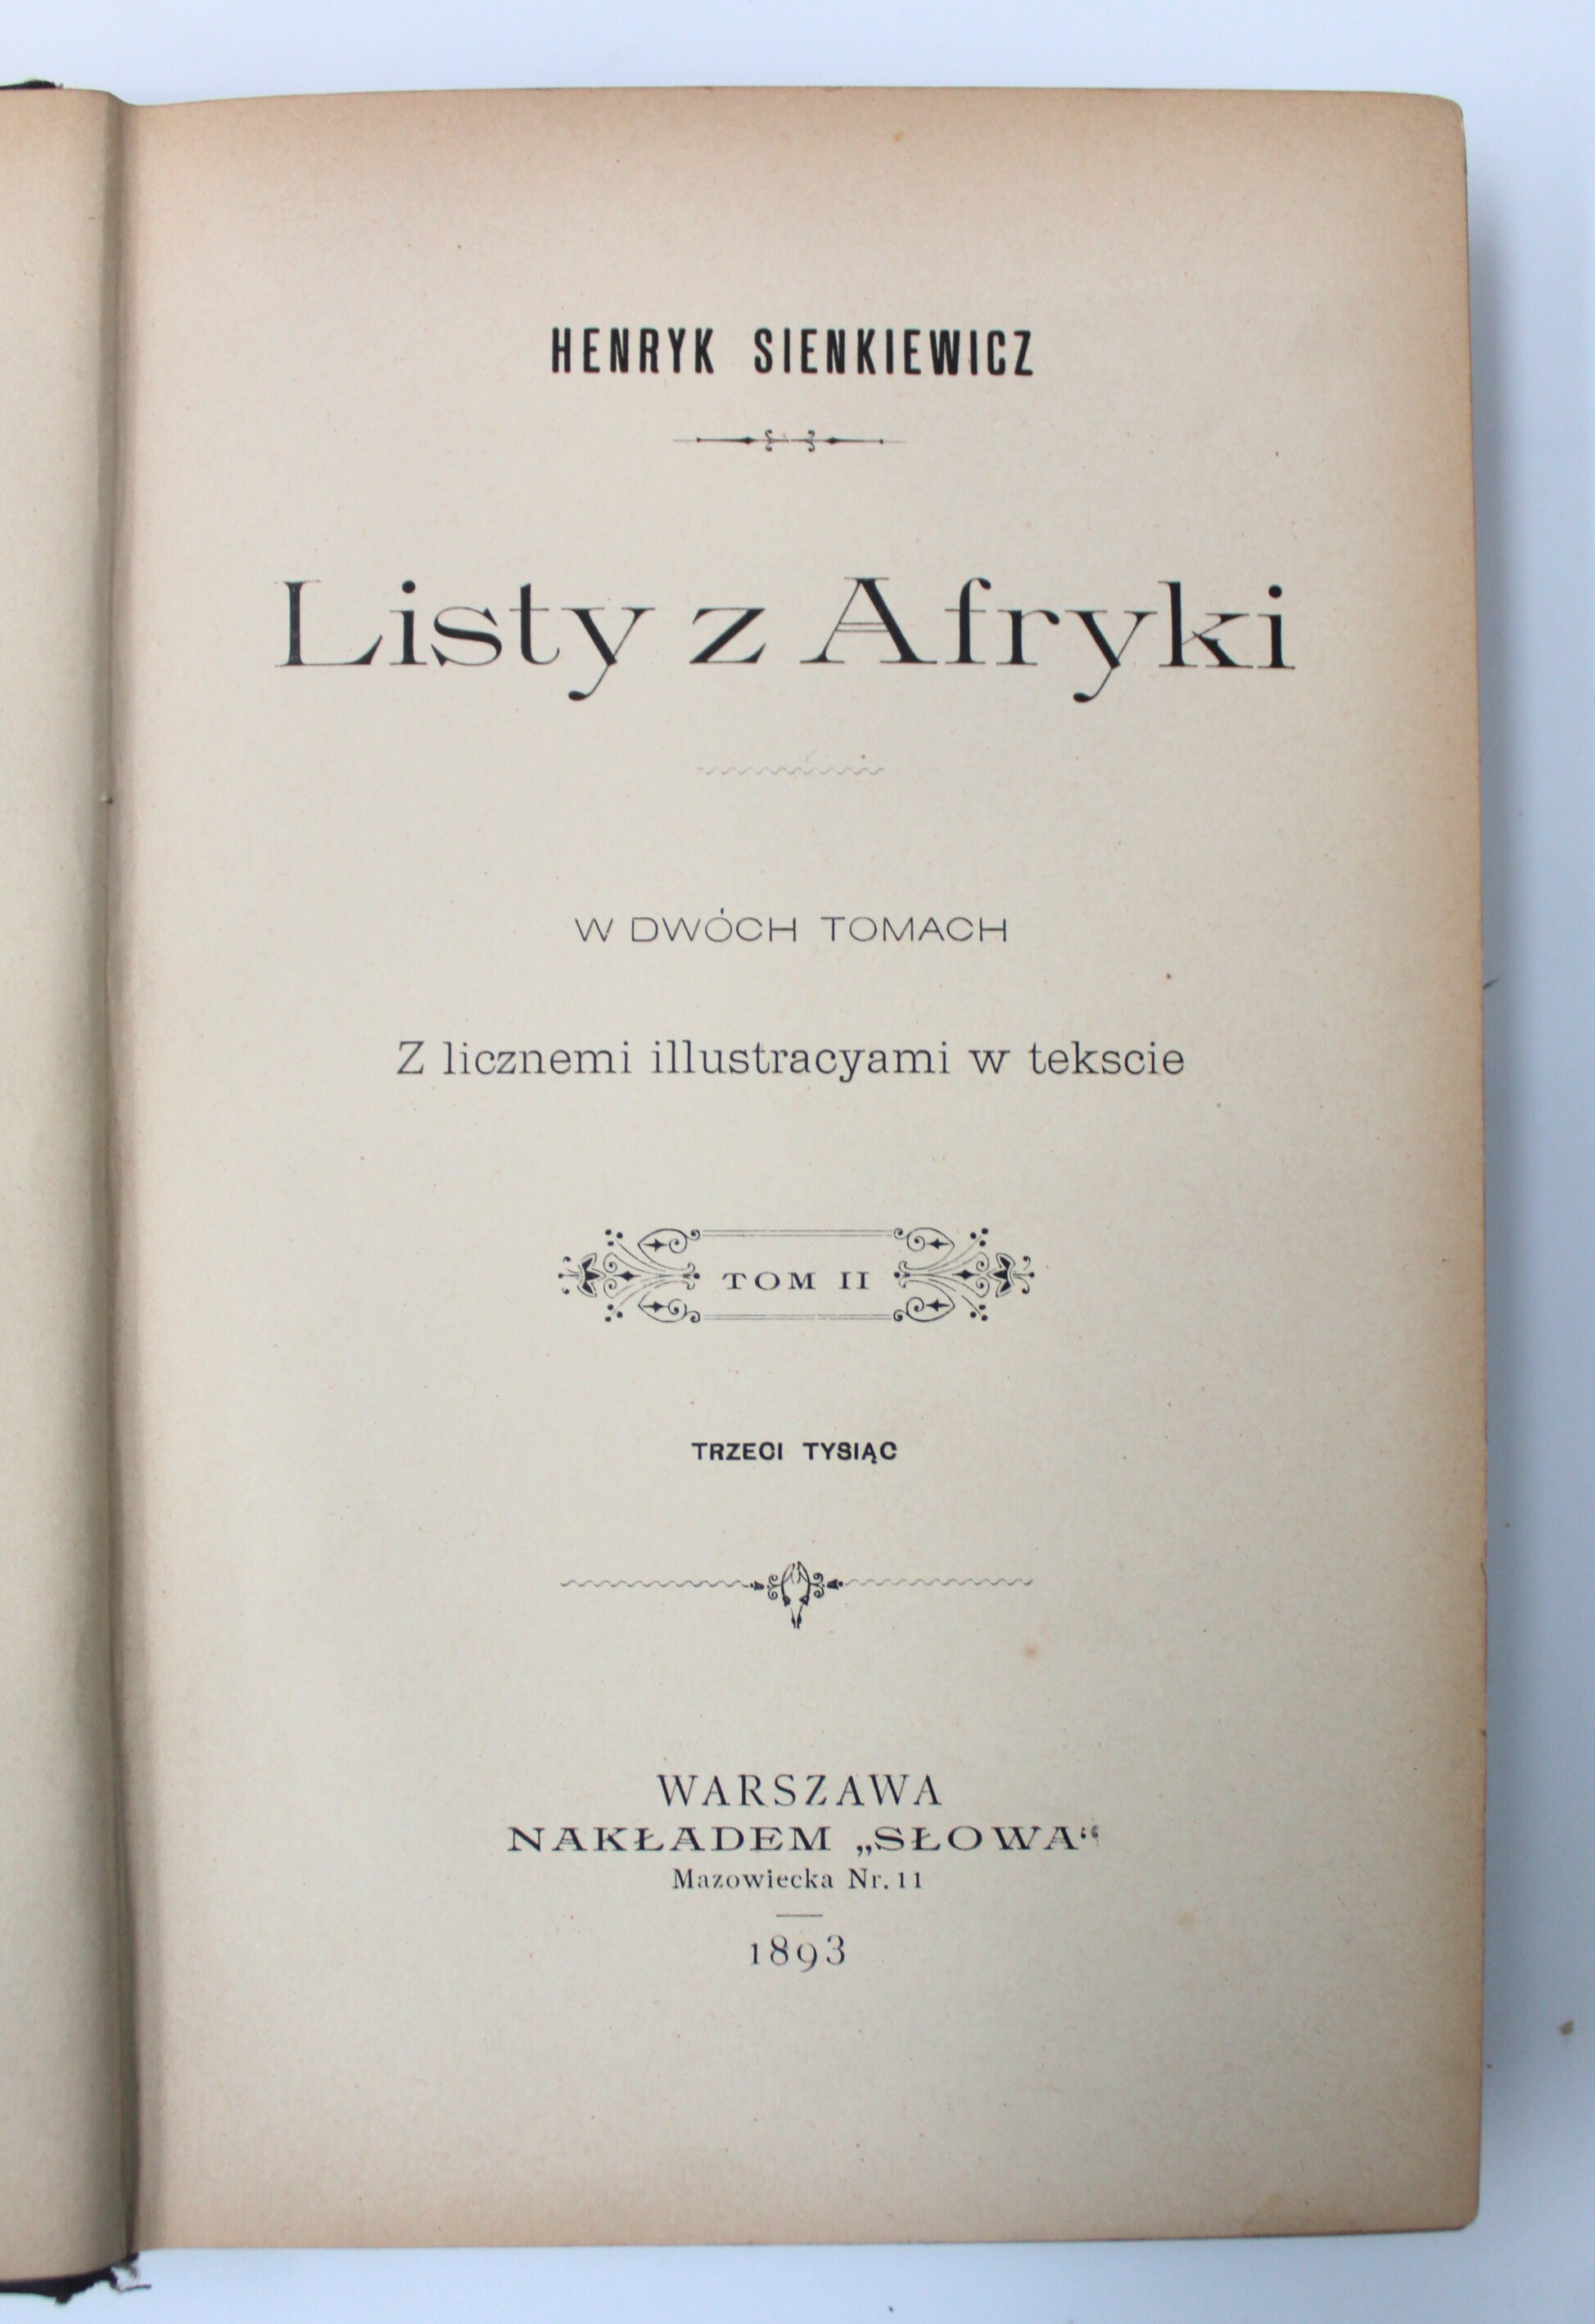 HENRYK SIENKIEWICZ
Listy z Afryki
W DWÓCH TOMACH
Z licznemi illustracyami w tekscie
TOM II
TRZECI TYSIĄC
WARSZAWA
NAKŁADEM „SŁOWA“
Mazowiecka Nr. 11
1893